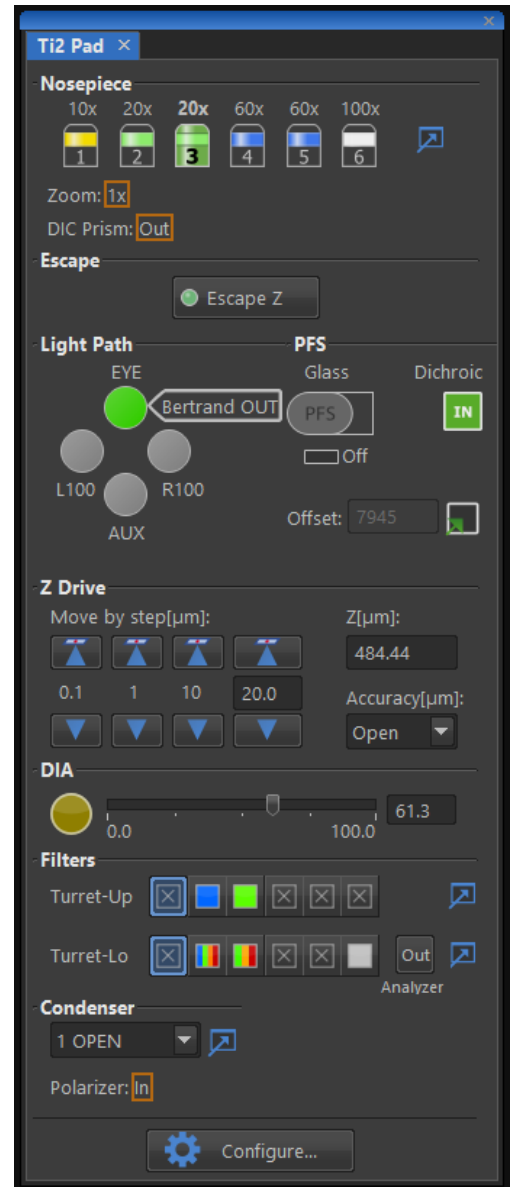 Ti2 Pad
Nosepiece
10x 20x 20x 60x 60x 100x
1 2 3 4 5 6
Zoom: 1x
DIC Prism: Out
Escape
Escape Z
Light Path PFS
EYE Glass Dichroic
Bertrand OUT PFS IN
Off
L100 R100
AUX Offset: 7945
Z Drive
Move by step[µm]: Z[µm]:
484.44
0.1 1 10 20.0 Accuracy[µm]:
Open
DIA
61.3
0.0 100.0
Filters
Turret-Up
Turret-Lo Out
Analyzer
Condenser
1 OPEN
Polarizer: In
Configure...